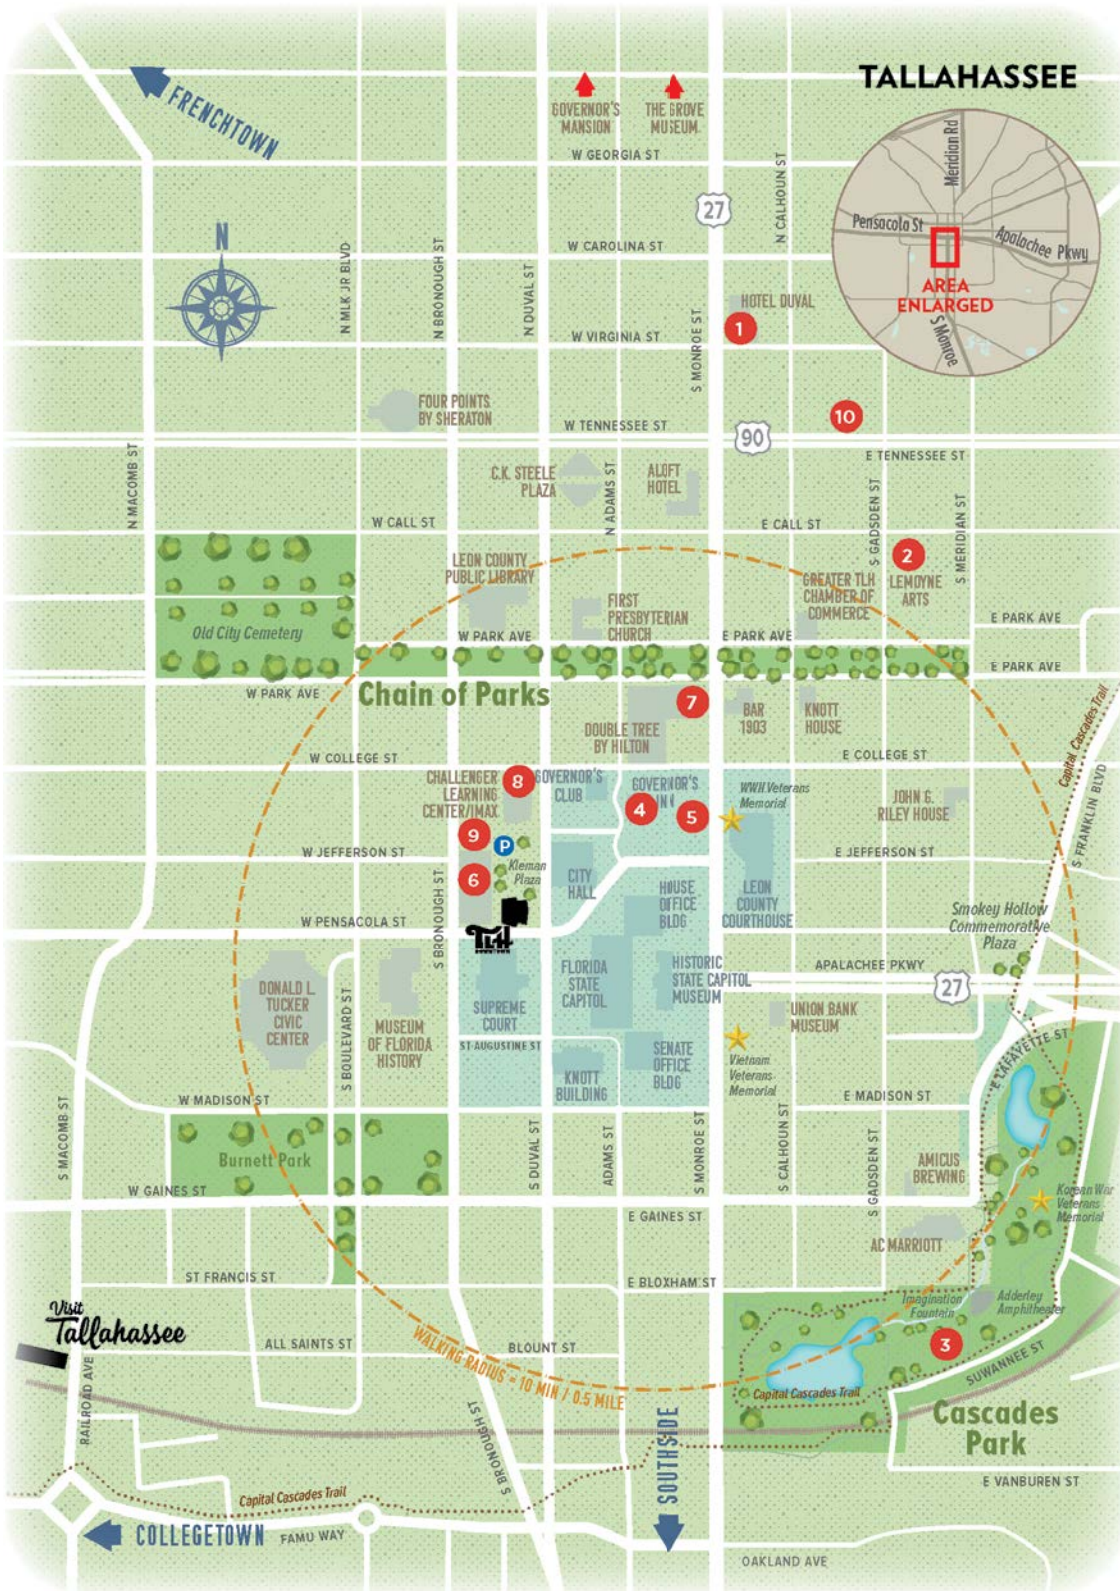 TALLAHASSEE
FRENCHTOWN
GOVERNOR'S
MANSION
THE GROVE
MUSEUM
W GEORGIA ST
N CALHOUN ST
27
Meridian Rd
Pensacola St
Apalachee Pkwy
AREA
ENLARGED
S Monroe
N
W CAROLINA ST
N MLK JR BLVD
N BRONOUGH ST
N DUVAL ST
HOTEL DUVAL
1
W VIRGINIA ST
S MONROE ST.
FOUR POINTS
BY SHERATON
10
W TENNESSEE ST
90
E TENNESSEE ST
N MACOMB ST
C.K. STEELE
PLAZA
N ADAMS ST
ALOFT
HOTEL
S GADSDEN ST
S MERIDIAN ST
W CALL ST
E CALL ST
2
LEMOYNE
ARTS
LEON COUNTY
PUBLIC LIBRARY
GREATER TLH
CHAMBER OF
COMMERCE
FIRST
PRESBYTERIAN
CHURCH
Old City Cemetery
W PARK AVE
E PARK AVE
E PARK AVE
E PARK AVE
W PARK AVE
Chain of Parks
7
DOUBLE TREE
BY HILTON
BAR
1903
KNOTT
HOUSE
Capital Cascades Trail
W COLLEGE ST
E COLLEGE ST
CHALLENGER
LEARNING
CENTER/IMAX
8
GOVERNOR'S
CLUB
GOVERNOR'S
INN
4
5
WWII Veterans
Memorial
JOHN G.
RILEY HOUSE
S FRANKLIN BLVD
9
P
Kleman
Plaza
W JEFFERSON ST
E JEFFERSON ST
6
CITY
HALL
HOUSE
OFFICE
BLDG
LEON
COUNTY
COURTHOUSE
S BRONOUGH ST
W PENSACOLA ST
Smokey Hollow
Commemorative
Plaza
TLH
DOWNTOWN
APALACHEE PKWY
27
DONALD L.
TUCKER
CIVIC
CENTER
S BOULEVARD ST
MUSEUM
OF FLORIDA
HISTORY
SUPREME
COURT
FLORIDA
STATE
CAPITOL
HISTORIC
STATE CAPITOL
MUSEUM
UNION BANK
MUSEUM
ST AUGUSTINE ST
KNOTT
BUILDING
SENATE
OFFICE
BLDG
Vietnam
Veterans
Memorial
E LAFAYETTE ST
W MADISON ST
E MADISON ST
S MACOMB ST
Burnett Park
S DUVAL ST
ADAMS ST
S MONROE ST
S CALHOUN ST
S GADSDEN ST
AMICUS
BREWING
Korean War
Veterans
Memorial
W GAINES ST
E GAINES ST
AC MARRIOTT
ST FRANCIS ST
E BLOXHAM ST
Imagination
Fountain
Adderley
Amphitheater
Visit
Tallahassee
ALL SAINTS ST
WALKING RADIUS = 10 MIN / 0.5 MILE
BLOUNT ST
3
SUWANNEE ST
Capital Cascades Trail
RAILROAD AVE
S BRONOUGH ST
SOUTHSIDE
Cascades
Park
E VANBUREN ST
Capital Cascades Trail
COLLEGETOWN
FAMU WAY
OAKLAND AVE